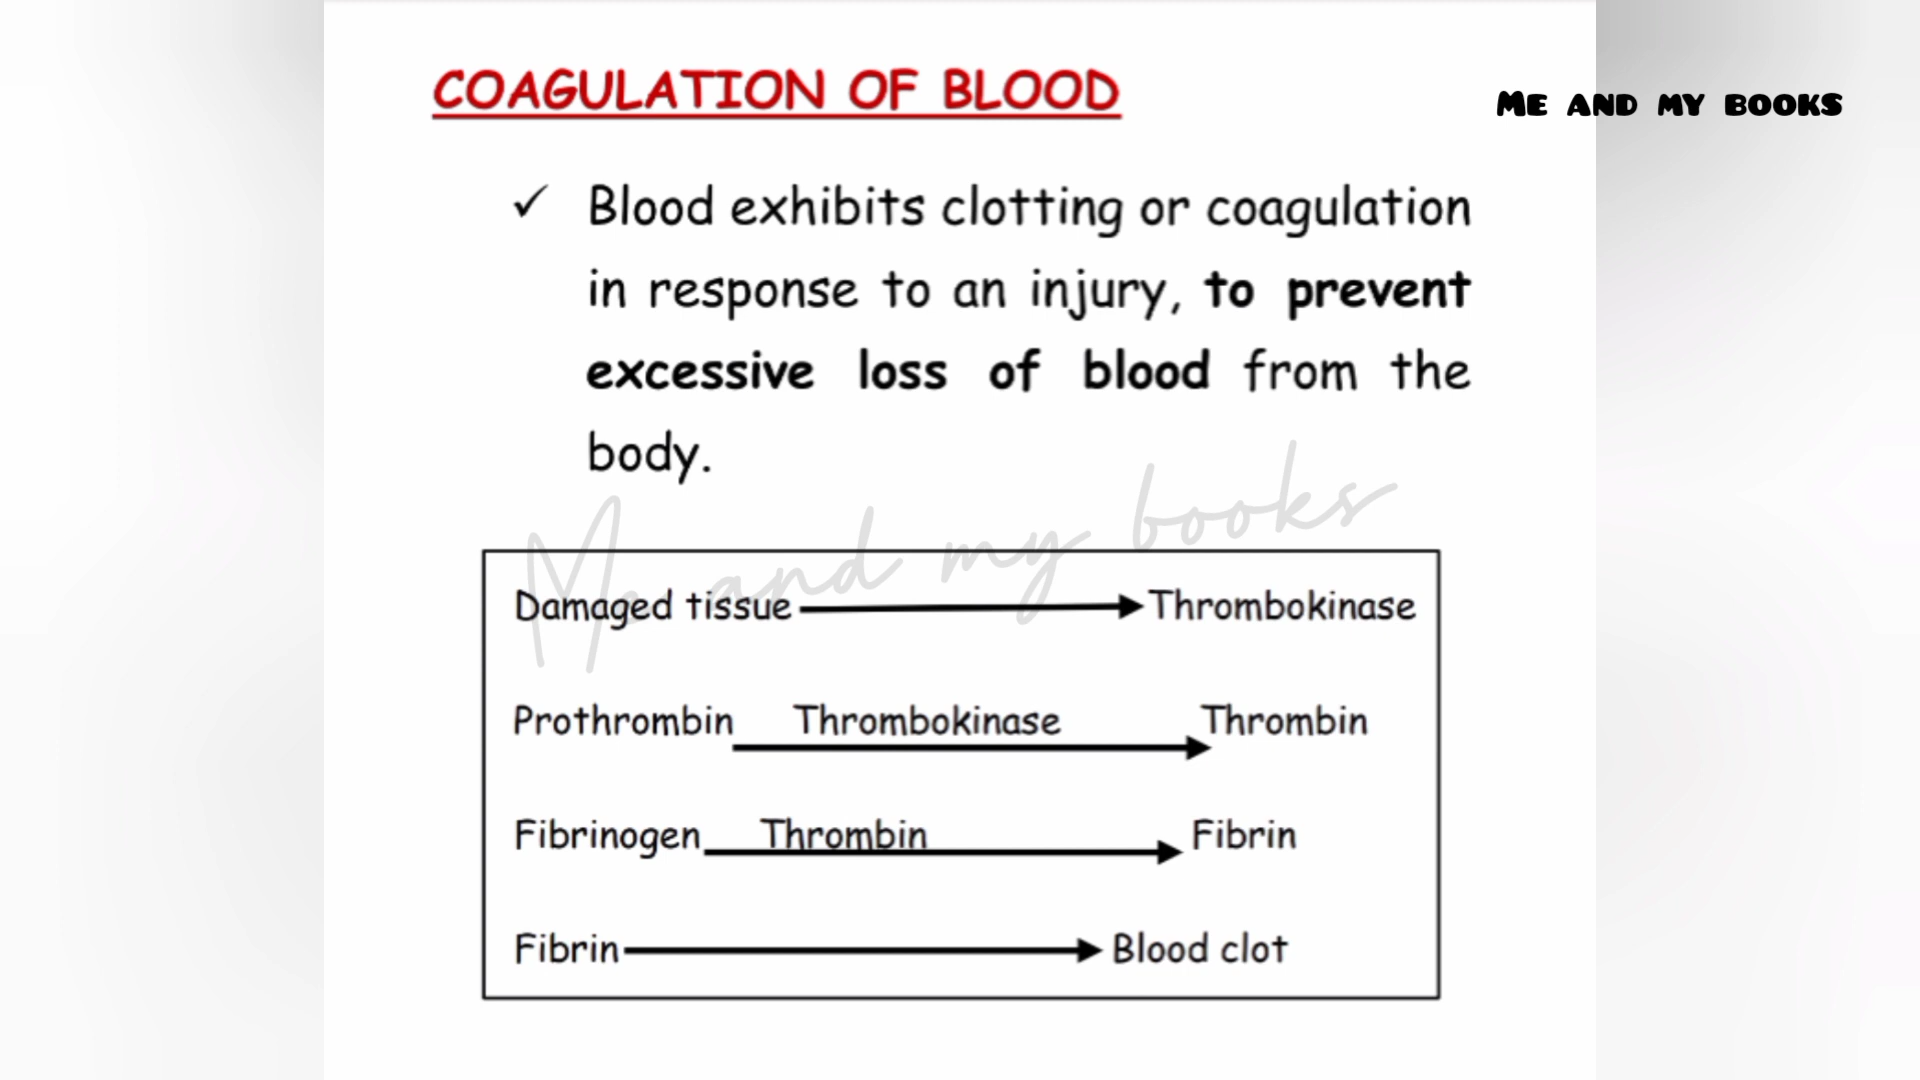 COAGULATION OF BLOOD
ME AND MY BOOKS
✓ Blood exhibits clotting or coagulation
in response to an injury, to prevent
excessive loss of blood from the
body.
Me and my books
Damaged tissue → Thrombokinase
Prothrombin Thrombokinase → Thrombin
Fibrinogen Thrombin → Fibrin
Fibrin → Blood clot